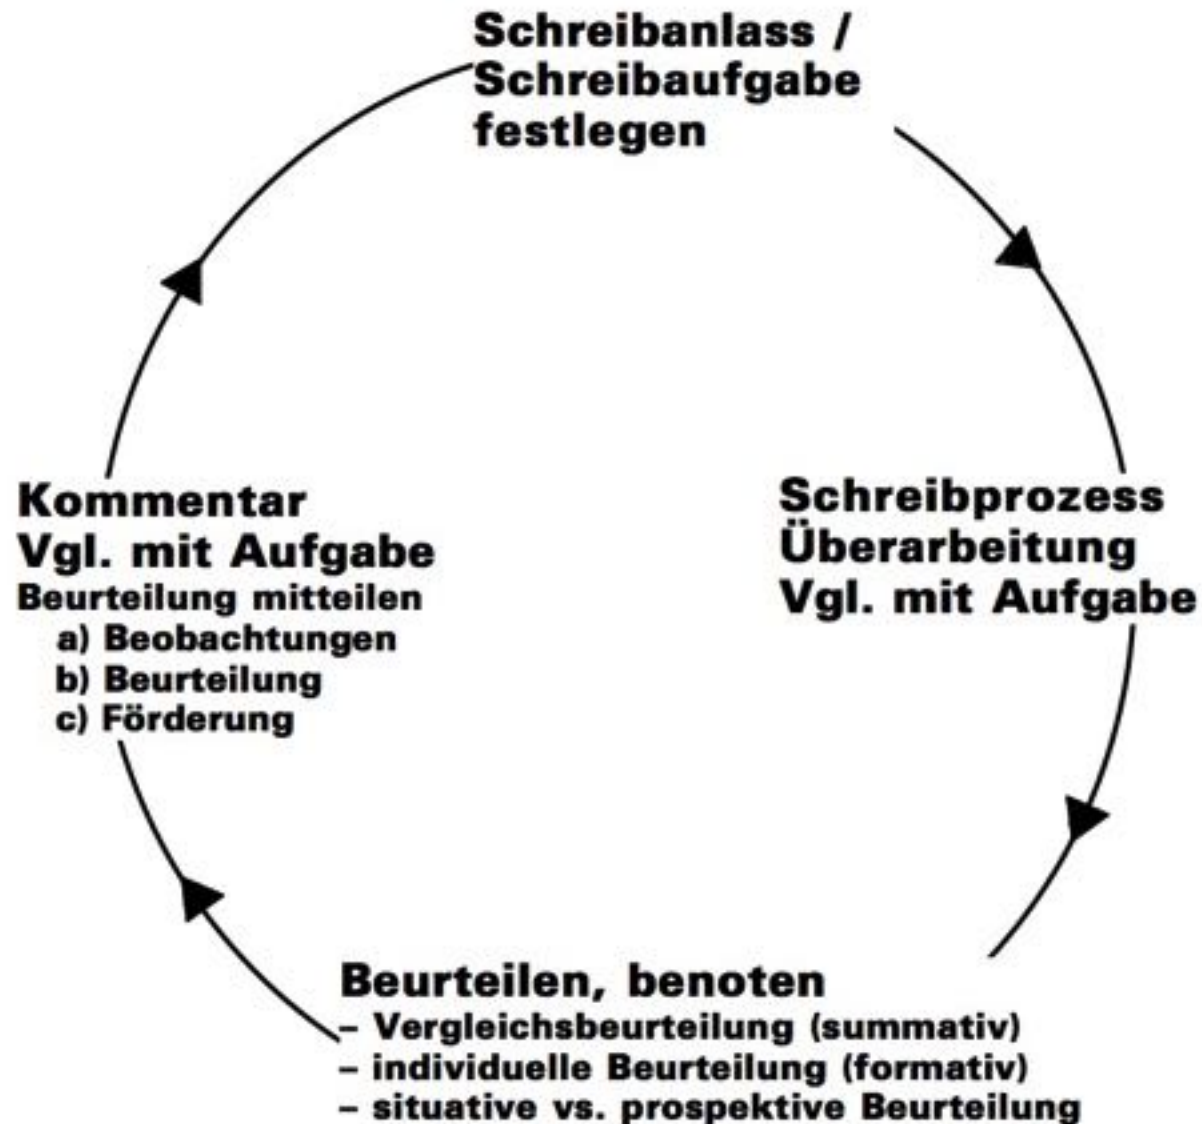 Schreibanlass /
Schreibaufgabe
festlegen
Schreibprozess
Überarbeitung
Vgl. mit Aufgabe
Beurteilen, benoten
– Vergleichsbeurteilung (summativ)
– individuelle Beurteilung (formativ)
– situative vs. prospektive Beurteilung
Kommentar
Vgl. mit Aufgabe
Beurteilung mitteilen
a) Beobachtungen
b) Beurteilung
c) Förderung